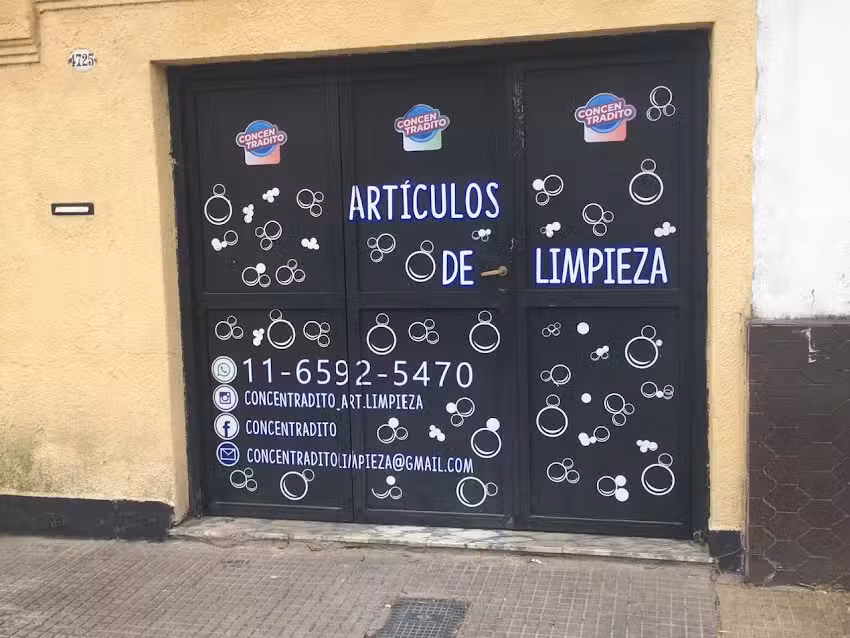 4725
CONCEN
TRADITO
CONCEN
TRADITO
CONCEN
TRADITO
ARTÍCULOS
DE LIMPIEZA
11-6592-5470
CONCENTRADITO_ART.LIMPIEZA
CONCENTRADITO
CONCENTRADITOLIMPIEZA@GMAIL.COM